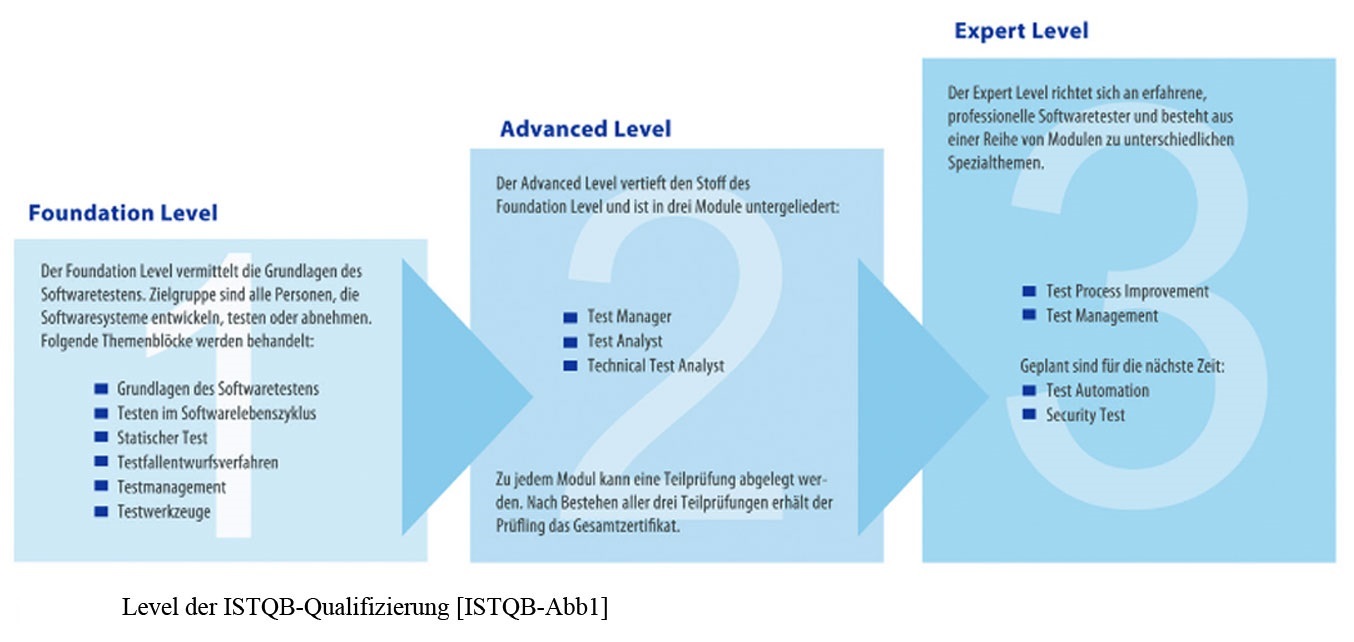 Foundation Level
1
Der Foundation Level vermittelt die Grundlagen des
Softwaretestens. Zielgruppe sind alle Personen, die
Softwaresysteme entwickeln, testen oder abnehmen.
Folgende Themenblöcke werden behandelt:
Grundlagen des Softwaretestens
Testen im Softwarelebenszyklus
Statischer Test
Testfallentwurfsverfahren
Testmanagement
Testwerkzeuge
Advanced Level
2
Der Advanced Level vertieft den Stoff des
Foundation Level und ist in drei Module untergeliedert:
Test Manager
Test Analyst
Technical Test Analyst
Zu jedem Modul kann eine Teilprüfung abgelegt wer-
den. Nach Bestehen aller drei Teilprüfungen erhält der
Prüfling das Gesamtzertifikat.
Expert Level
3
Der Expert Level richtet sich an erfahrene,
professionelle Softwaretester und besteht aus
einer Reihe von Modulen zu unterschiedlichen
Spezialthemen.
Test Process Improvement
Test Management
Geplant sind für die nächste Zeit:
Test Automation
Security Test
Level der ISTQB-Qualifizierung [ISTQB-Abb1]